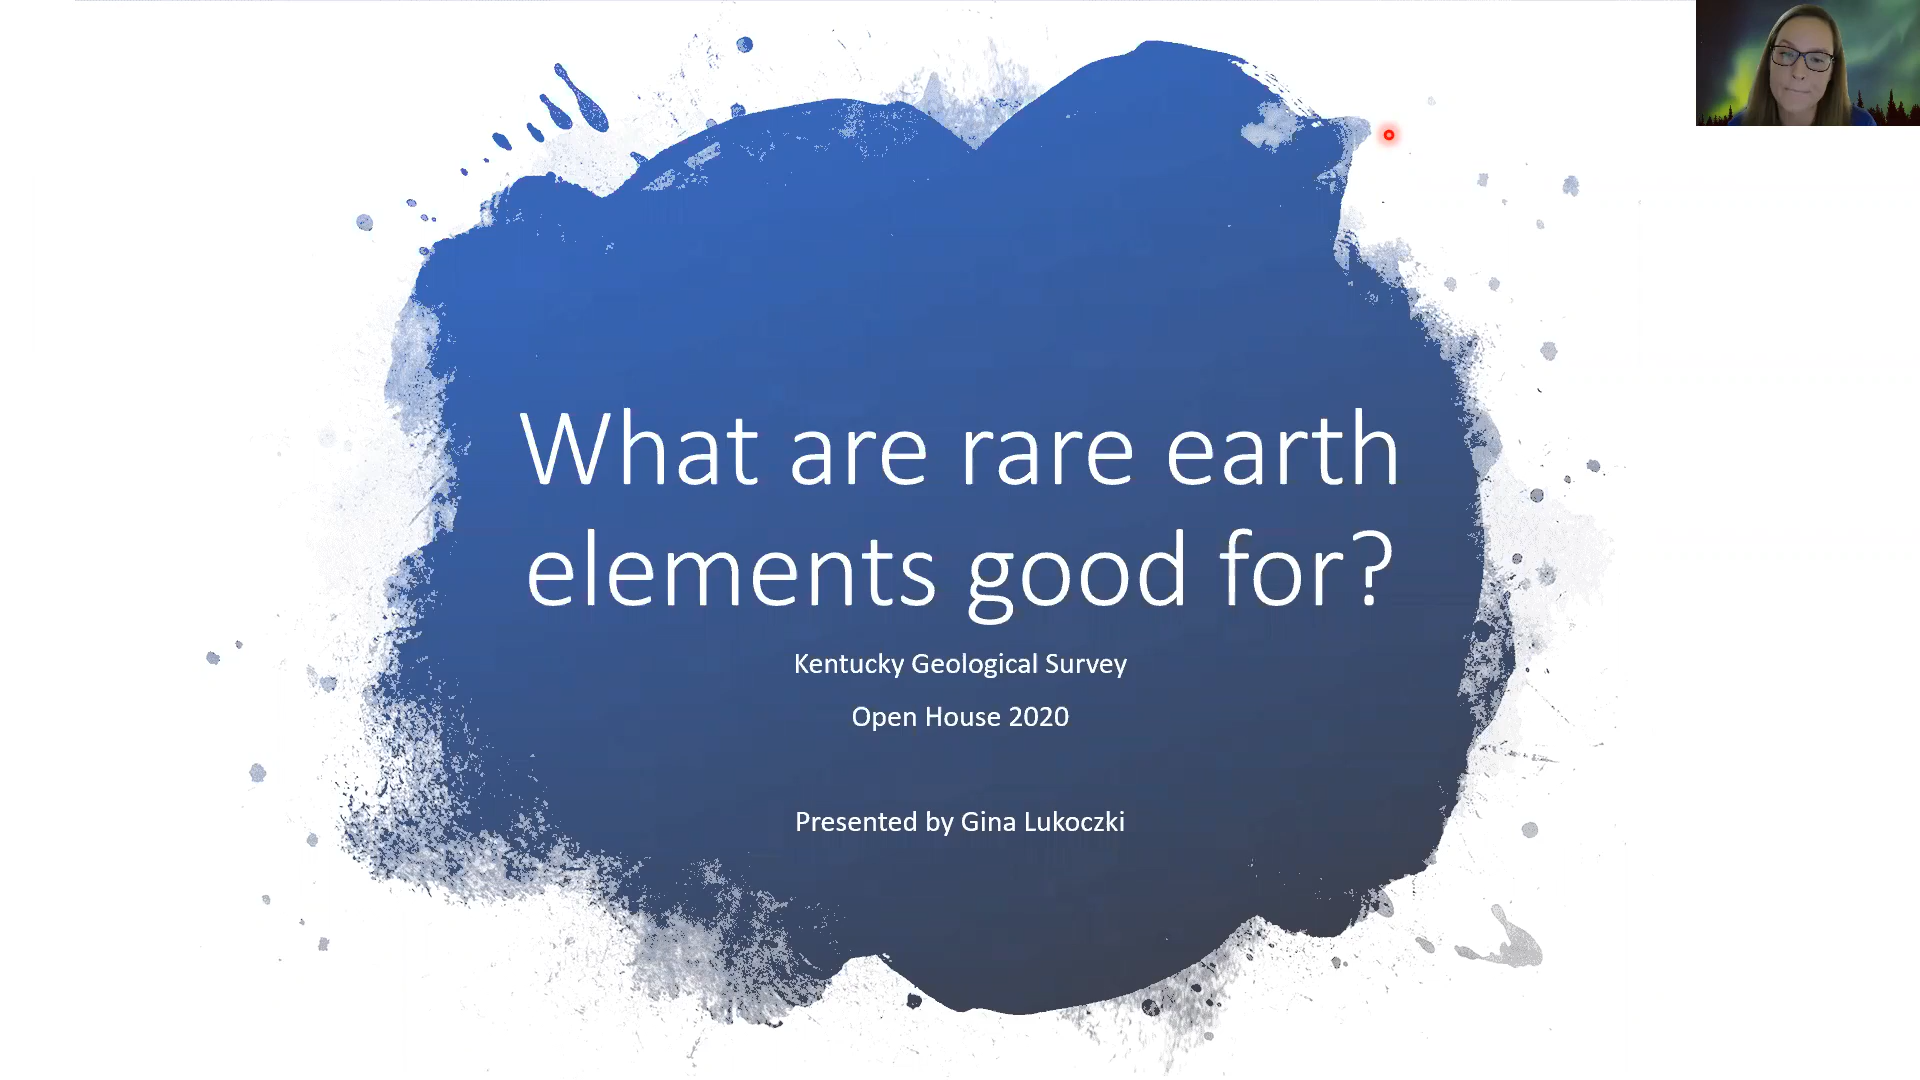 What are rare earth
elements good for?
Kentucky Geological Survey
Open House 2020
Presented by Gina Lukoczki